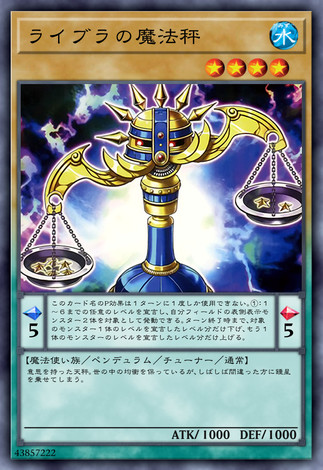 ライブラの魔法秤
水
このカード名のP効果は1ターンに1度しか使用できない。①：1
～6までの任意のレベルを宣言し、自分フィールドの表側表示モ
ンスター2体を対象として発動できる。ターン終了時まで、対象
のモンスター1体のレベルを宣言したレベル分だけ下げ、もう1
体のモンスターのレベルを宣言したレベル分だけ上げる。
5
5
【魔法使い族／ペンデュラム／チューナー／通常】
意思を持った天秤。世の中の均衡を保っているが、しばしば間違った方に錘星
を乗せてしまう。
ATK/ 1000 DEF/ 1000
43857222